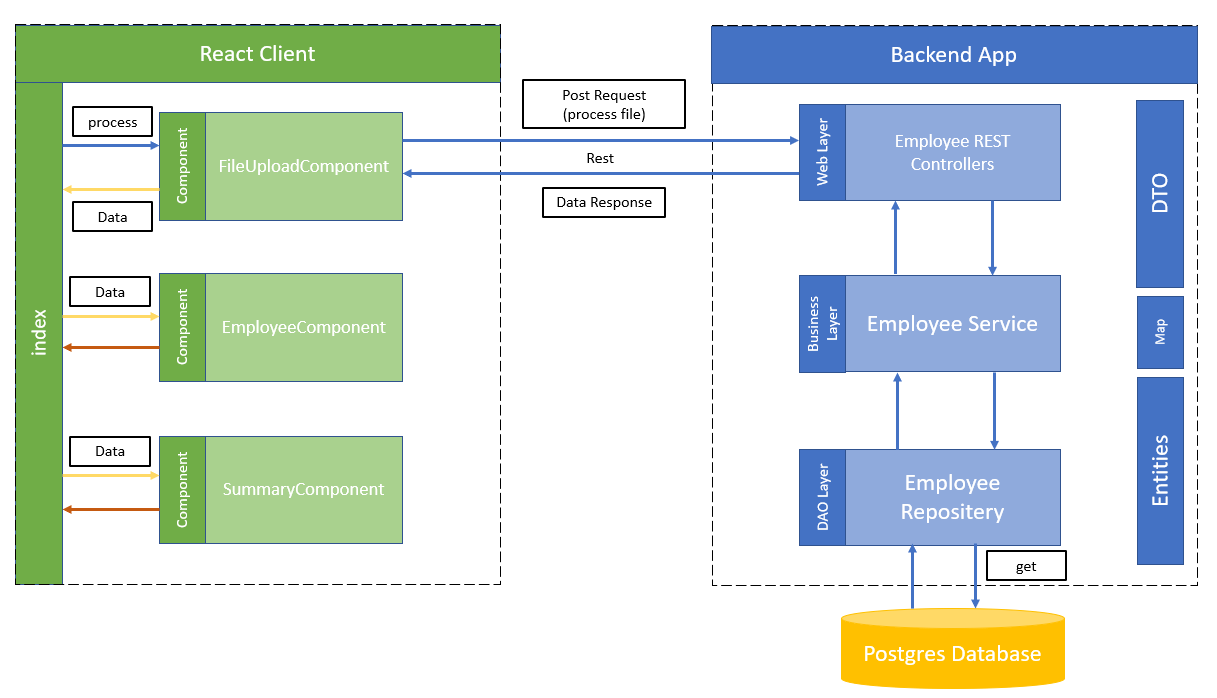 React Client
index
process
Component
FileUploadComponent
Data
Data
Component
EmployeeComponent
Data
Component
SummaryComponent
Post Request
(process file)
Rest
Data Response
Backend App
Web Layer
Employee REST
Controllers
Business
Layer
Employee Service
DAO Layer
Employee
Repository
get
Postgres Database
DTO
Map
Entities